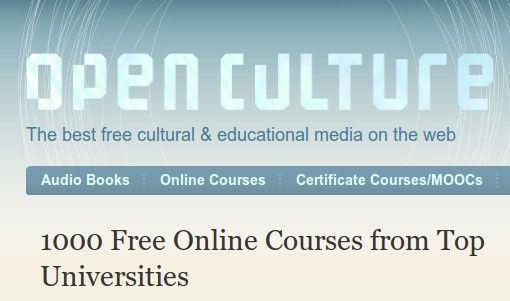 OPEN CULTURE
The best free cultural & educational media on the web
Audio Books Online Courses Certificate Courses/MOOCs
1000 Free Online Courses from Top
Universities